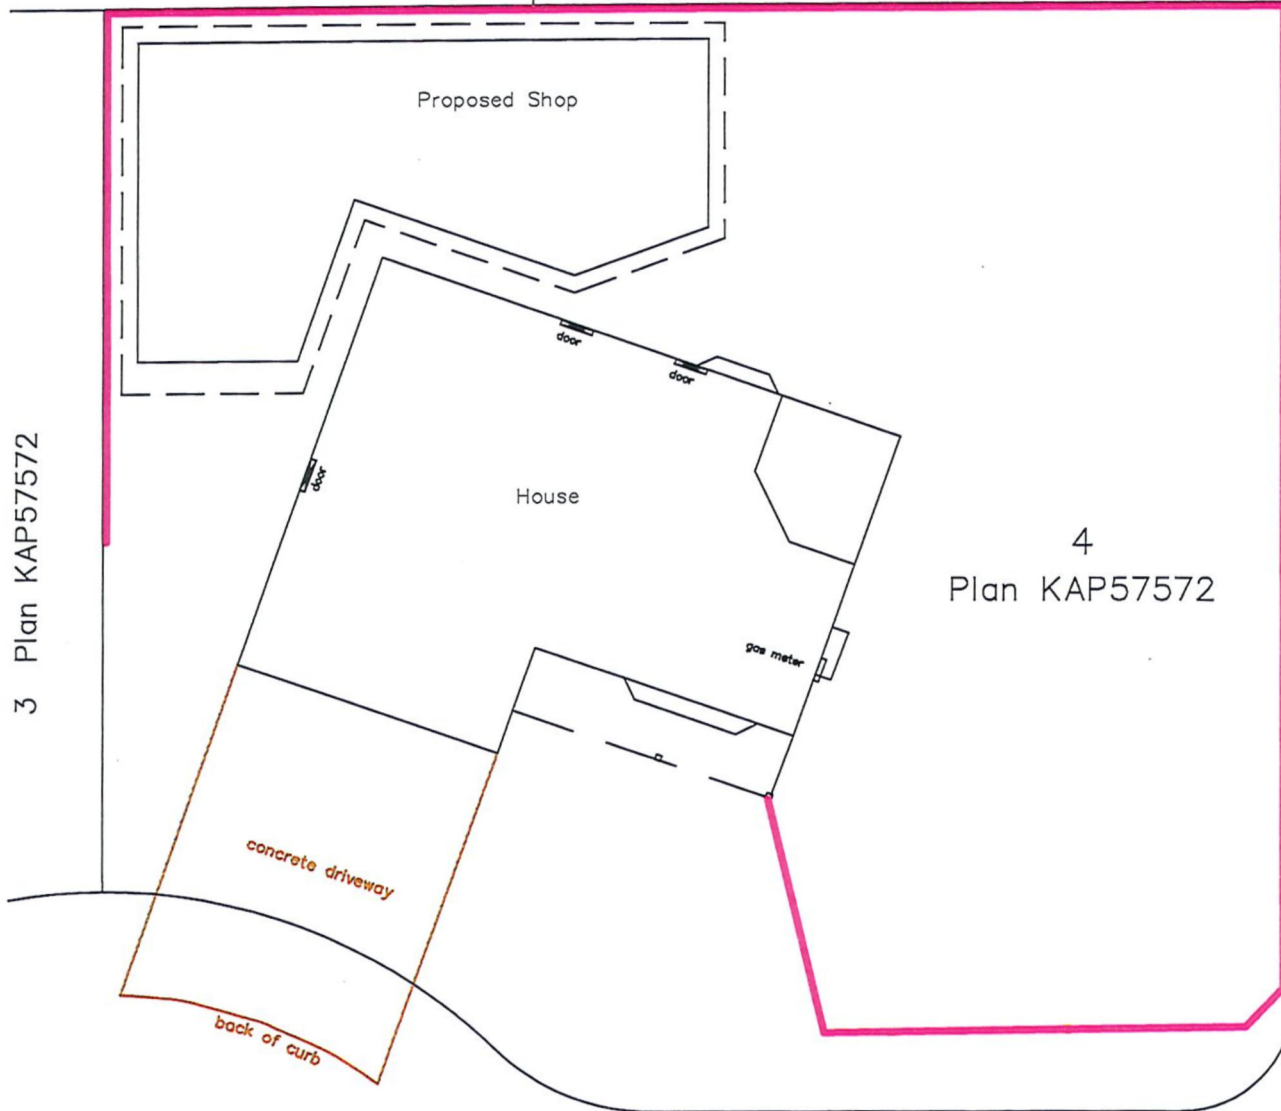 Proposed Shop
door
door
door
House
3 Plan KAP57572
4
Plan KAP57572
gas meter
concrete driveway
back of curb